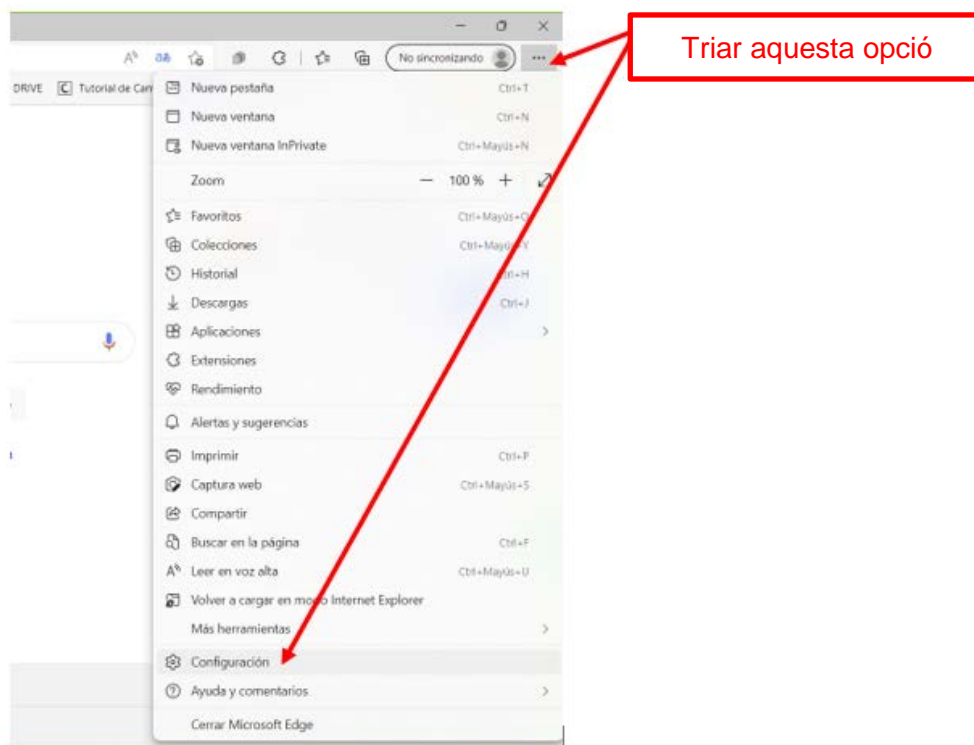 Triar aquesta opció
No sincronizando
DRIVE Tutorial de Can
Nueva pestaña Ctrl+T
Nueva ventana Ctrl+N
Nueva ventana InPrivate Ctrl+Mayús+N
Zoom — 100 % +
Favoritos Ctrl+Mayús+O
Colecciones Ctrl+Mayús+Y
Historial Ctrl+H
Descargas Ctrl+J
Aplicaciones
Extensiones
Rendimiento
Alertas y sugerencias
Imprimir Ctrl+P
Captura web Ctrl+Mayús+S
Compartir
Buscar en la página Ctrl+F
Leer en voz alta Ctrl+Mayús+U
Volver a cargar en modo Internet Explorer
Más herramientas
Configuración
Ayuda y comentarios
Cerrar Microsoft Edge